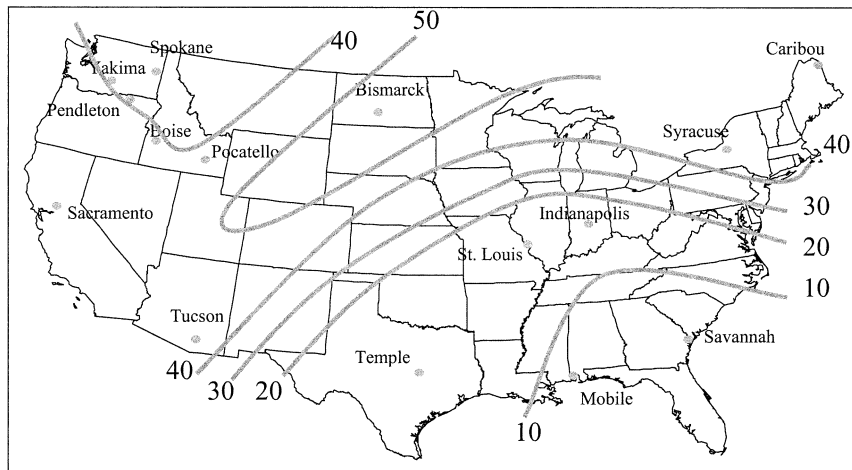 50
40
Caribou
Spokane
Yakima
Bismarck
Pendleton
Syracuse
Boise
Pocatello
40
Sacramento
Indianapolis
30
St. Louis
20
10
Tucson
Savannah
Temple
40
30
20
Mobile
10